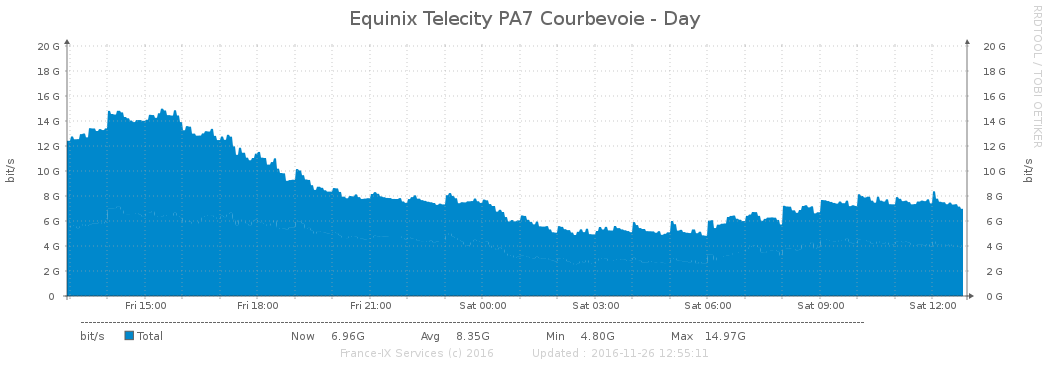 Equinix Telecity PA7 Courbevoie - Day
RRDTOOL / TOBI OETIKER
bit/s
20 G
18 G
16 G
14 G
12 G
10 G
8 G
6 G
4 G
2 G
0
20 G
18 G
16 G
14 G
12 G
10 G
8 G
6 G
4 G
2 G
0 G
bit/s
Fri 15:00 Fri 18:00 Fri 21:00 Sat 00:00 Sat 03:00 Sat 06:00 Sat 09:00 Sat 12:00
bit/s Total Now 6.96G Avg 8.35G Min 4.80G Max 14.97G
France-IX Services (c) 2016 Updated : 2016-11-26 12:55:11